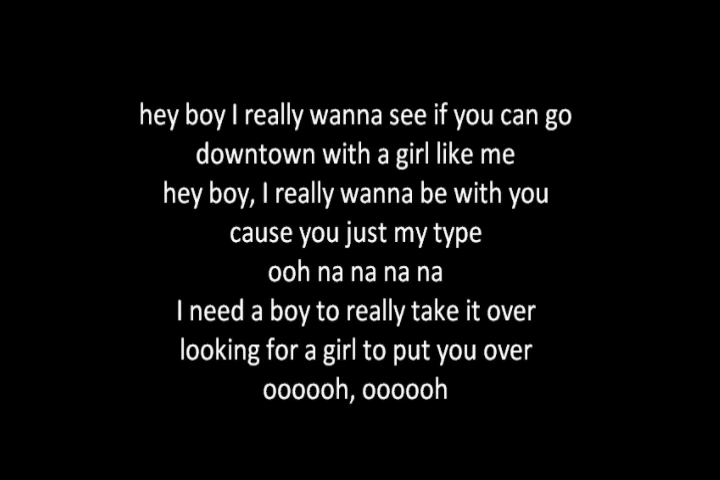 hey boy I really wanna see if you can go
downtown with a girl like me
hey boy, I really wanna be with you
cause you just my type
ooh na na na na
I need a boy to really take it over
looking for a girl to put you over
oooooh, oooooh